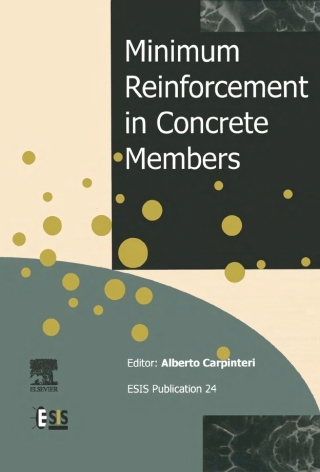 Minimum
Reinforcement
in Concrete
Members
Editor: Alberto Carpinteri
ESIS Publication 24
ELSEVIER
ESIS